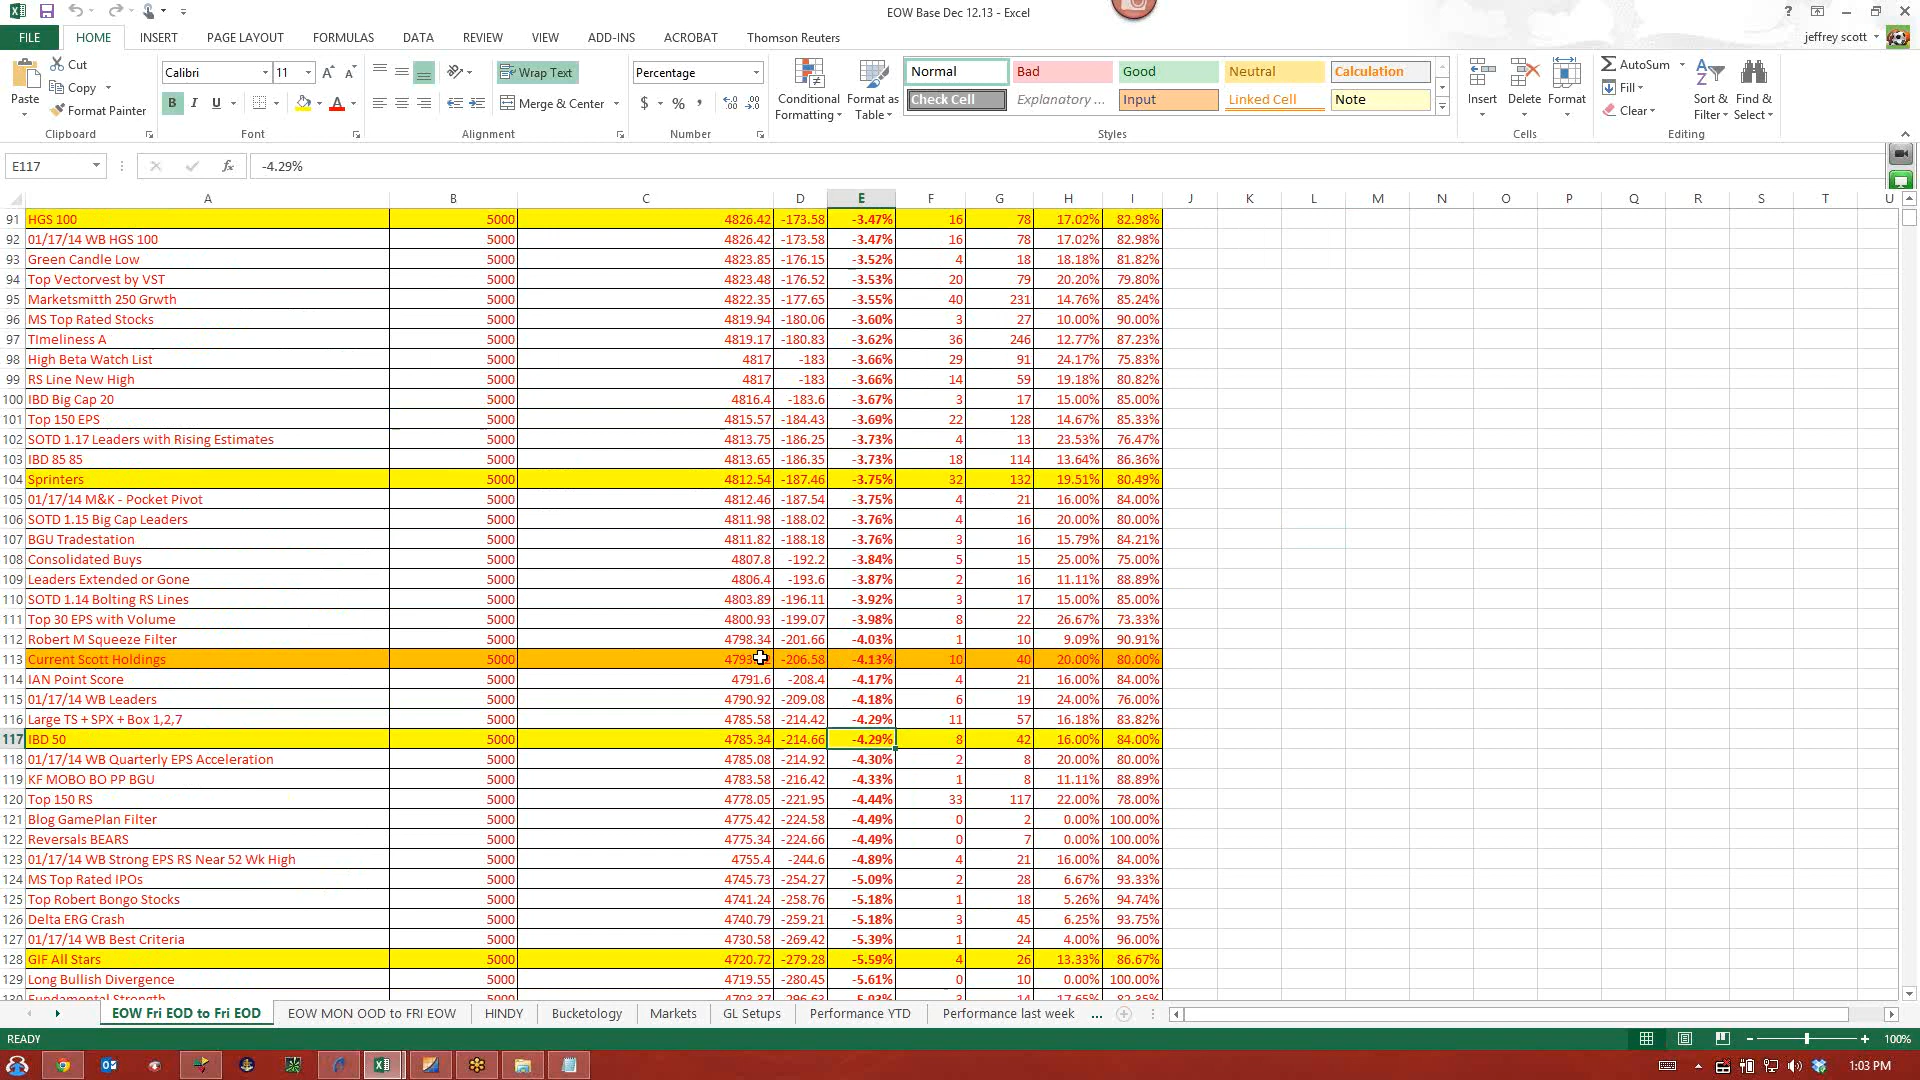 EOW Base Dec 12.13 - Excel
FILE HOME INSERT PAGE LAYOUT FORMULAS DATA REVIEW VIEW ADD-INS ACROBAT Thomson Reuters jeffrey scott
Paste Cut Copy Format Painter Clipboard
Calibri 11 B I U Font
Wrap Text Merge & Center Alignment
Percentage $ % Number
Conditional Formatting Format as Table
Normal Bad Good Neutral Calculation
Check Cell Explanatory ... Input Linked Cell Note
Styles
Insert Delete Format Cells
AutoSum Fill Clear Sort & Filter Find & Select Editing
E117 fx -4.29%
A B C D E F G H I J K L M N O P Q R S T U
91 HGS 100 5000 4826.42 -173.58 -3.47% 16 78 17.02% 82.98%
92 01/17/14 WB HGS 100 5000 4826.42 -173.58 -3.47% 16 78 17.02% 82.98%
93 Green Candle Low 5000 4823.85 -176.15 -3.52% 4 18 18.18% 81.82%
94 Top Vectorvest by VST 5000 4823.48 -176.52 -3.53% 20 79 20.20% 79.80%
95 Marketsmitth 250 Grwth 5000 4822.35 -177.65 -3.55% 40 231 14.76% 85.24%
96 MS Top Rated Stocks 5000 4819.94 -180.06 -3.60% 3 27 10.00% 90.00%
97 TImeliness A 5000 4819.17 -180.83 -3.62% 36 246 12.77% 87.23%
98 High Beta Watch List 5000 4817 -183 -3.66% 29 91 24.17% 75.83%
99 RS Line New High 5000 4817 -183 -3.66% 14 59 19.18% 80.82%
100 IBD Big Cap 20 5000 4816.4 -183.6 -3.67% 3 17 15.00% 85.00%
101 Top 150 EPS 5000 4815.57 -184.43 -3.69% 22 128 14.67% 85.33%
102 SOTD 1.17 Leaders with Rising Estimates 5000 4813.75 -186.25 -3.73% 4 13 23.53% 76.47%
103 IBD 85 85 5000 4813.65 -186.35 -3.73% 18 114 13.64% 86.36%
104 Sprinters 5000 4812.54 -187.46 -3.75% 32 132 19.51% 80.49%
105 01/17/14 M&K - Pocket Pivot 5000 4812.46 -187.54 -3.75% 4 21 16.00% 84.00%
106 SOTD 1.15 Big Cap Leaders 5000 4811.98 -188.02 -3.76% 4 16 20.00% 80.00%
107 BGU Tradestation 5000 4811.82 -188.18 -3.76% 3 16 15.79% 84.21%
108 Consolidated Buys 5000 4807.8 -192.2 -3.84% 5 15 25.00% 75.00%
109 Leaders Extended or Gone 5000 4806.4 -193.6 -3.87% 2 16 11.11% 88.89%
110 SOTD 1.14 Bolting RS Lines 5000 4803.89 -196.11 -3.92% 3 17 15.00% 85.00%
111 Top 30 EPS with Volume 5000 4800.93 -199.07 -3.98% 8 22 26.67% 73.33%
112 Robert M Squeeze Filter 5000 4798.34 -201.66 -4.03% 1 10 9.09% 90.91%
113 Current Scott Holdings 5000 -206.58 -4.13% 10 40 20.00% 80.00%
114 IAN Point Score 5000 4791.6 -208.4 -4.17% 4 21 16.00% 84.00%
115 01/17/14 WB Leaders 5000 4790.92 -209.08 -4.18% 6 19 24.00% 76.00%
116 Large TS + SPX + Box 1,2,7 5000 4785.58 -214.42 -4.29% 11 57 16.18% 83.82%
117 IBD 50 5000 4785.34 -214.66 -4.29% 8 42 16.00% 84.00%
118 01/17/14 WB Quarterly EPS Acceleration 5000 4785.08 -214.92 -4.30% 2 8 20.00% 80.00%
119 KF MOBO BO PP BGU 5000 4783.58 -216.42 -4.33% 1 8 11.11% 88.89%
120 Top 150 RS 5000 4778.05 -221.95 -4.44% 33 117 22.00% 78.00%
121 Blog GamePlan Filter 5000 4775.42 -224.58 -4.49% 0 2 0.00% 100.00%
122 Reversals BEARS 5000 4775.34 -224.66 -4.49% 0 7 0.00% 100.00%
123 01/17/14 WB Strong EPS RS Near 52 Wk High 5000 4755.4 -244.6 -4.89% 4 21 16.00% 84.00%
124 MS Top Rated IPOs 5000 4745.73 -254.27 -5.09% 2 28 6.67% 93.33%
125 Top Robert Bongo Stocks 5000 4741.24 -258.76 -5.18% 1 18 5.26% 94.74%
126 Delta ERG Crash 5000 4740.79 -259.21 -5.18% 3 45 6.25% 93.75%
127 01/17/14 WB Best Criteria 5000 4730.58 -269.42 -5.39% 1 24 4.00% 96.00%
128 GIF All Stars 5000 4720.72 -279.28 -5.59% 4 26 13.33% 86.67%
129 Long Bullish Divergence 5000 4719.55 -280.45 -5.61% 0 10 0.00% 100.00%
Fundamental Strength
EOW Fri EOD to Fri EOD EOW MON OOD to FRI EOW HINDY Bucketology Markets GL Setups Performance YTD Performance last week ...
READY 100%
1:03 PM